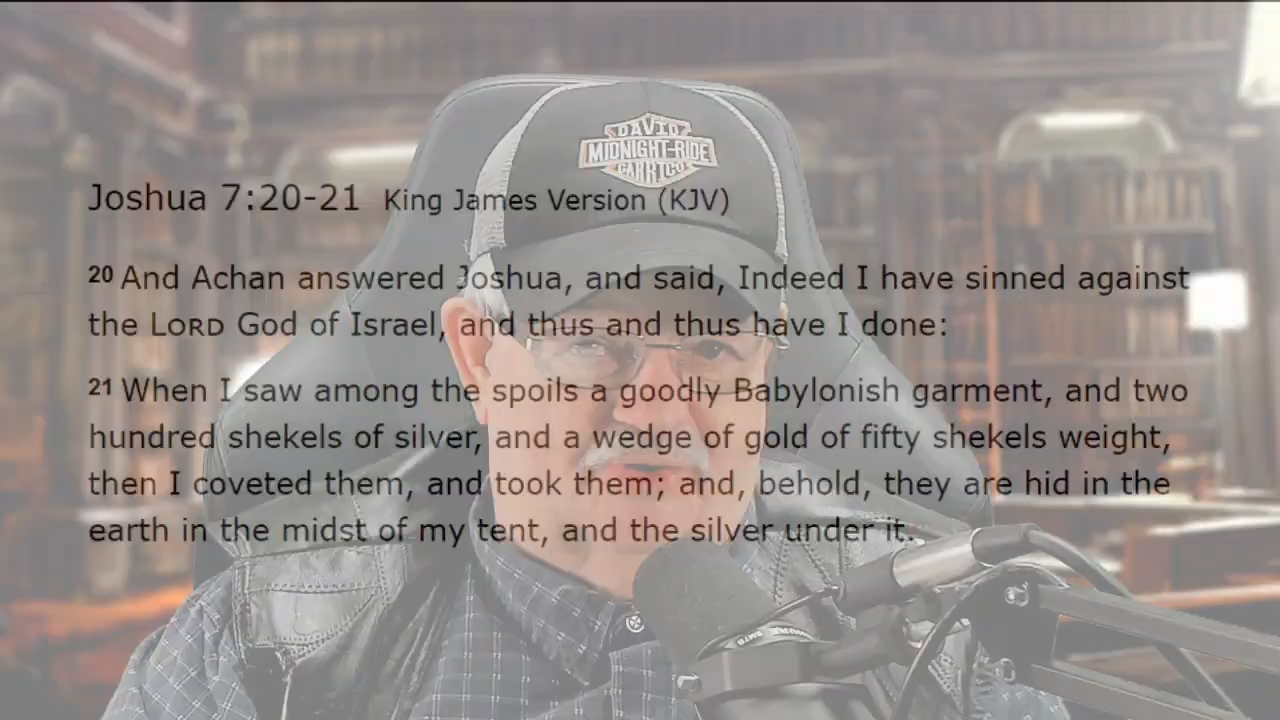 DAVID
MIDNIGHT-RIDE
CARRICO
Joshua 7:20-21 King James Version (KJV)
20 And Achan answered Joshua, and said, Indeed I have sinned against
the LORD God of Israel, and thus and thus have I done:
21 When I saw among the spoils a goodly Babylonish garment, and two
hundred shekels of silver, and a wedge of gold of fifty shekels weight,
then I coveted them, and took them; and, behold, they are hid in the
earth in the midst of my tent, and the silver under it.